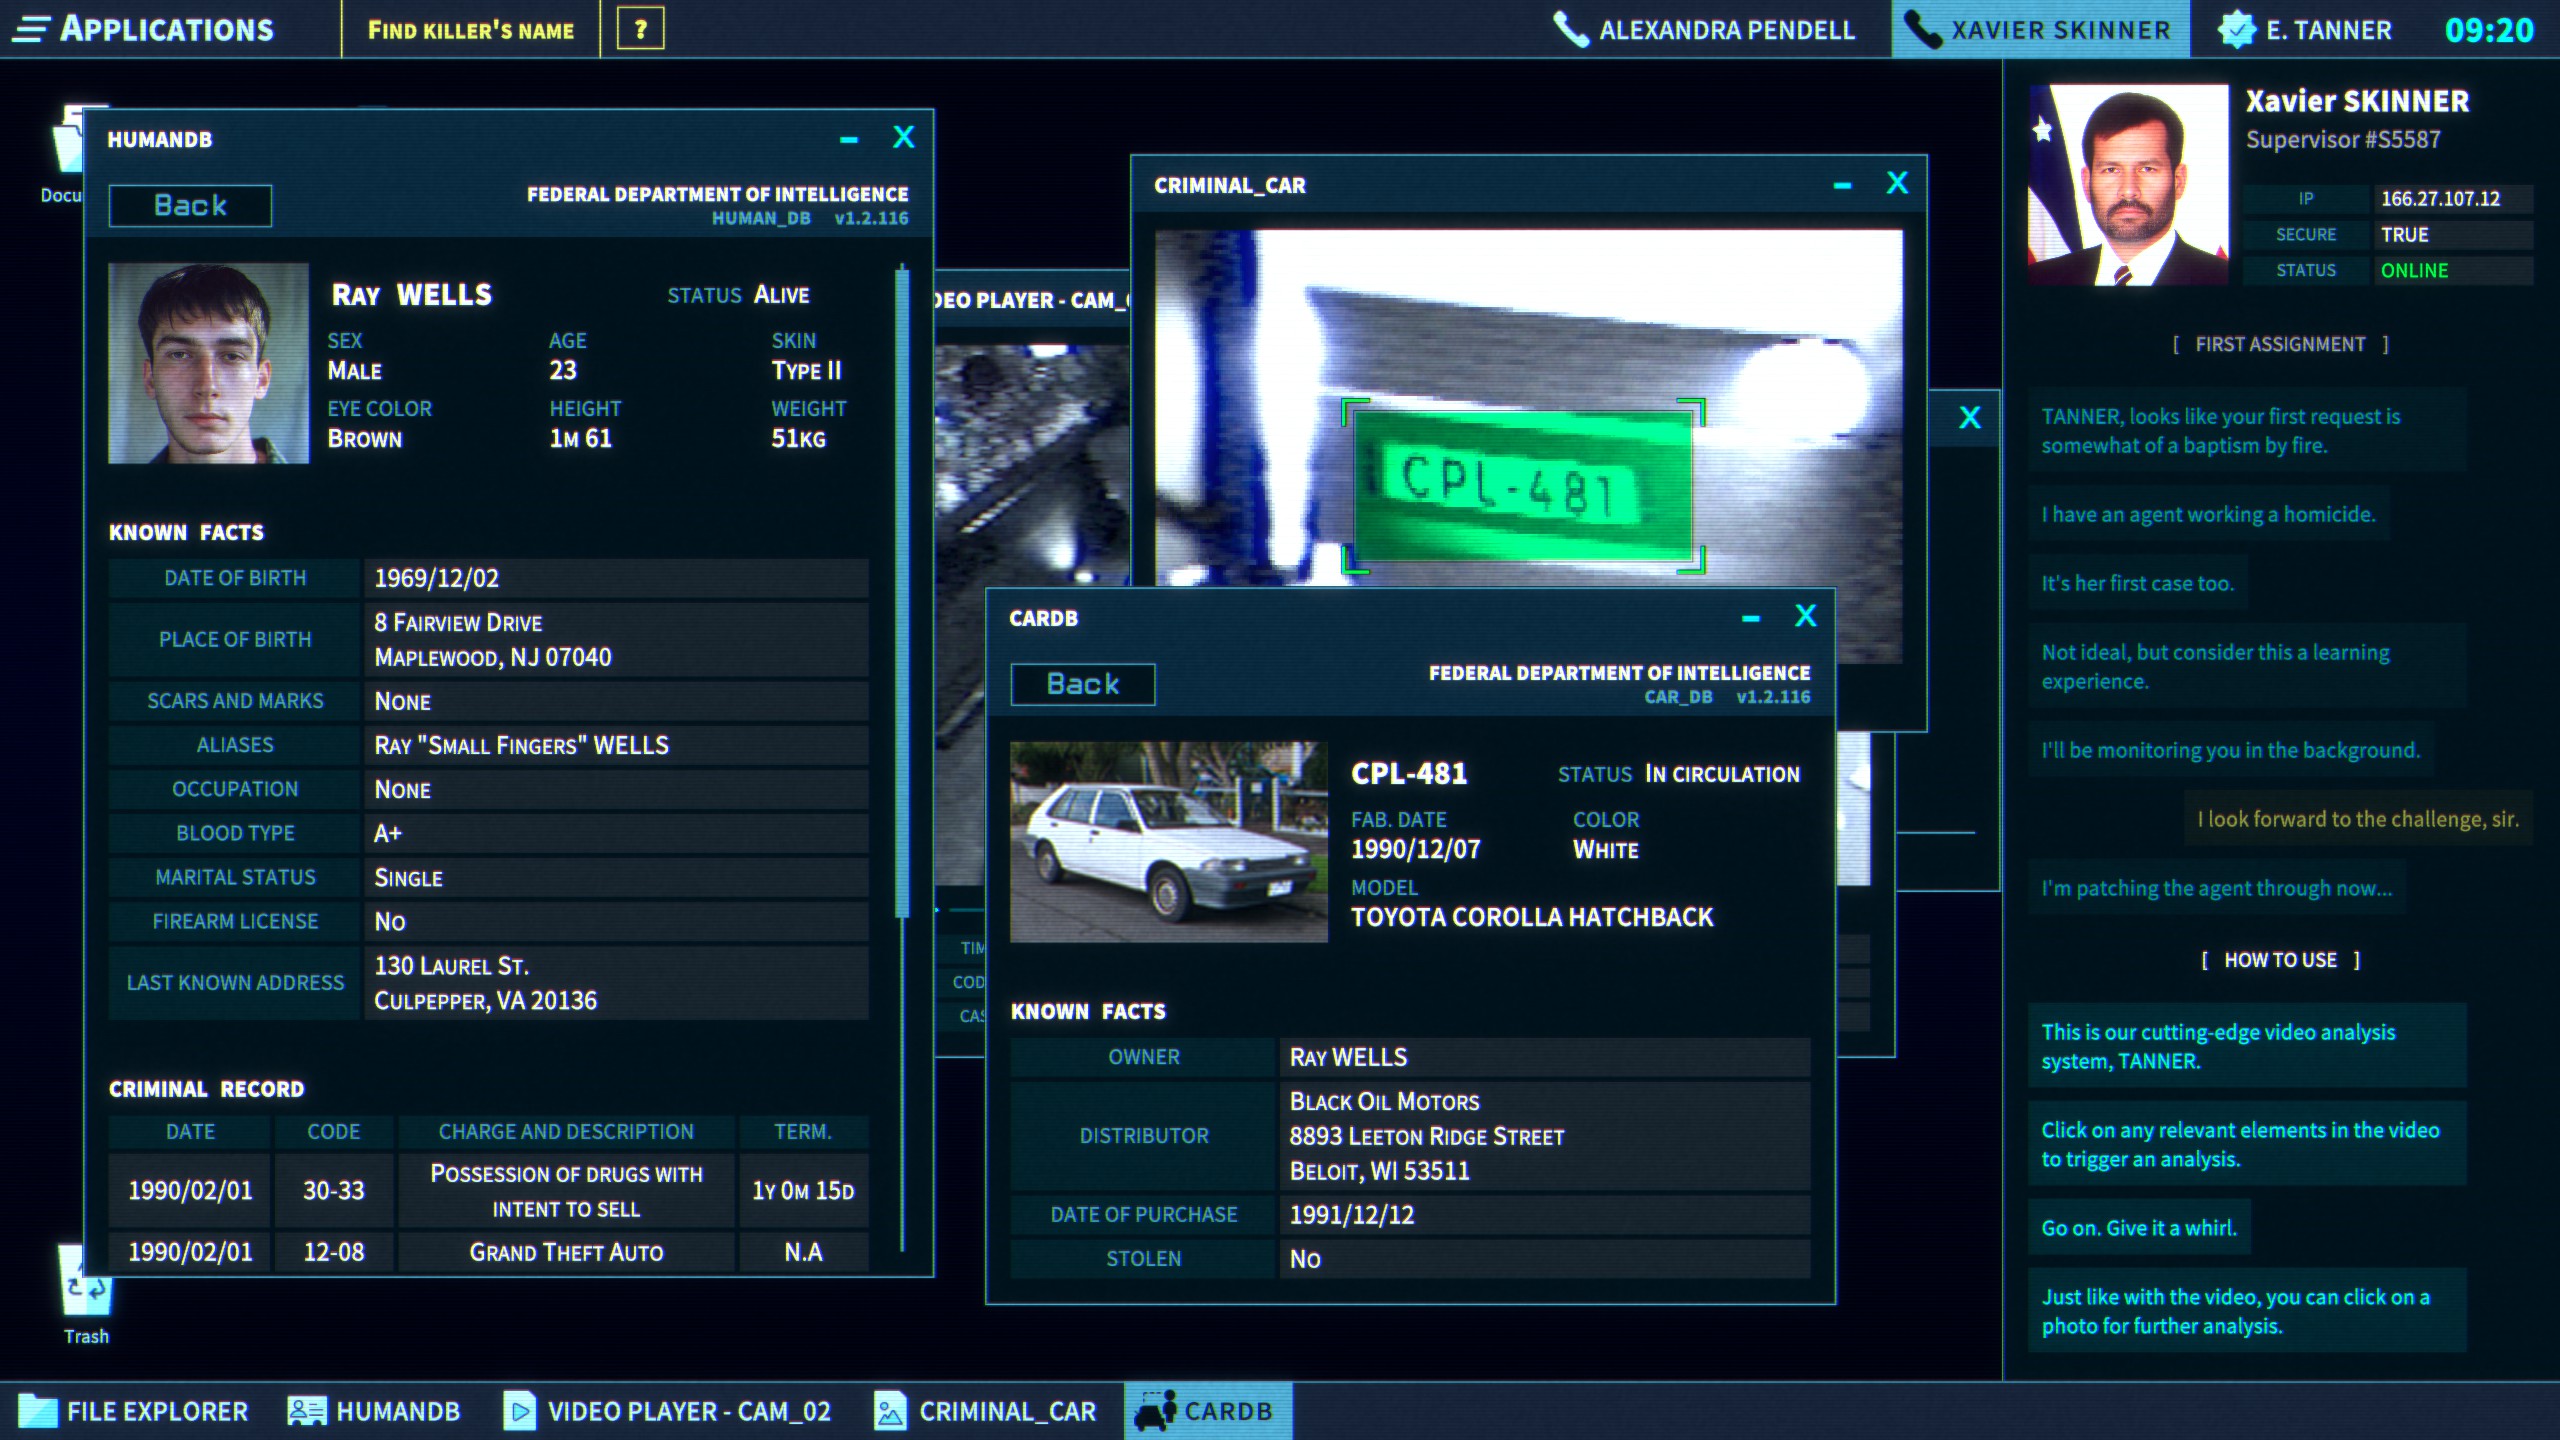 APPLICATIONS
FIND KILLER'S NAME
?
ALEXANDRA PENDELL
XAVIER SKINNER
E. TANNER
09:20
HUMANDB
Back
FEDERAL DEPARTMENT OF INTELLIGENCE
HUMAN_DB v1.2.116
RAY WELLS
STATUS ALIVE
SEX AGE SKIN
MALE 23 TYPE II
EYE COLOR HEIGHT WEIGHT
BROWN 1M 61 51KG
KNOWN FACTS
DATE OF BIRTH 1969/12/02
PLACE OF BIRTH 8 FAIRVIEW DRIVE
MAPLEWOOD, NJ 07040
SCARS AND MARKS NONE
ALIASES RAY "SMALL FINGERS" WELLS
OCCUPATION NONE
BLOOD TYPE A+
MARITAL STATUS SINGLE
FIREARM LICENSE NO
LAST KNOWN ADDRESS 130 LAUREL ST.
CULPEPPER, VA 20136
CRIMINAL RECORD
DATE CODE CHARGE AND DESCRIPTION TERM.
1990/02/01 30-33 POSSESSION OF DRUGS WITH
INTENT TO SELL 1Y 0M 15D
1990/02/01 12-08 GRAND THEFT AUTO N.A
Docu
Trash
DEO PLAYER - CAM_
TIM
COD
CAS
X
CRIMINAL_CAR
CPL-481
CARDB
Back
FEDERAL DEPARTMENT OF INTELLIGENCE
CAR_DB v1.2.116
CPL-481
STATUS IN CIRCULATION
FAB. DATE COLOR
1990/12/07 WHITE
MODEL
TOYOTA COROLLA HATCHBACK
KNOWN FACTS
OWNER RAY WELLS
DISTRIBUTOR BLACK OIL MOTORS
8893 LEETON RIDGE STREET
BELOIT, WI 53511
DATE OF PURCHASE 1991/12/12
STOLEN NO
Xavier SKINNER
Supervisor #S5587
IP 166.27.107.12
SECURE TRUE
STATUS ONLINE
[ FIRST ASSIGNMENT ]
TANNER, looks like your first request is
somewhat of a baptism by fire.
I have an agent working a homicide.
It's her first case too.
Not ideal, but consider this a learning
experience.
I'll be monitoring you in the background.
I look forward to the challenge, sir.
I'm patching the agent through now...
[ HOW TO USE ]
This is our cutting-edge video analysis
system, TANNER.
Click on any relevant elements in the video
to trigger an analysis.
Go on. Give it a whirl.
Just like with the video, you can click on a
photo for further analysis.
FILE EXPLORER
HUMANDB
VIDEO PLAYER - CAM_02
CRIMINAL_CAR
CARDB